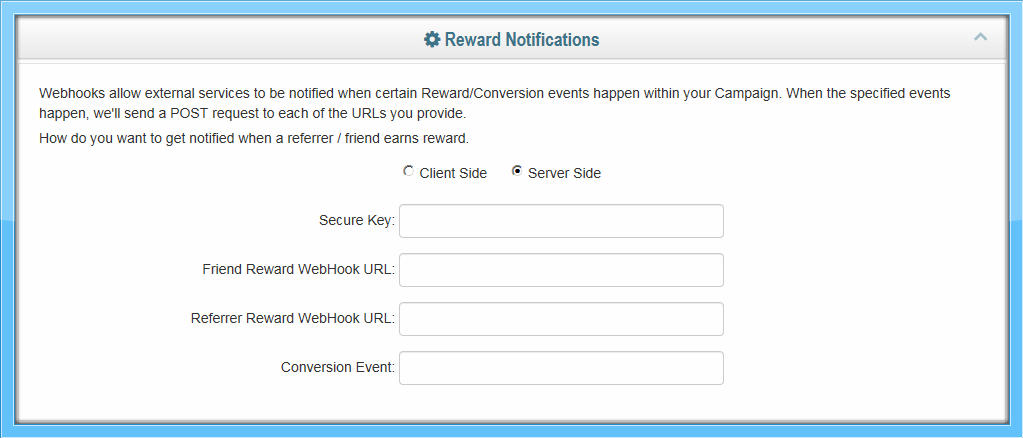 Reward Notifications
Webhooks allow external services to be notified when certain Reward/Conversion events happen within your Campaign. When the specified events
happen, we'll send a POST request to each of the URLs you provide.
How do you want to get notified when a referrer / friend earns reward.
Client Side Server Side
Secure Key:
Friend Reward WebHook URL:
Referrer Reward WebHook URL:
Conversion Event: